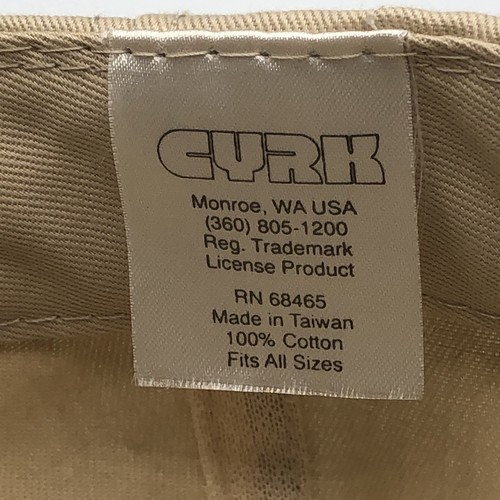 CYRK
Monroe, WA USA
(360) 805-1200
Reg. Trademark
License Product
RN 68465
Made in Taiwan
100% Cotton
Fits All Sizes